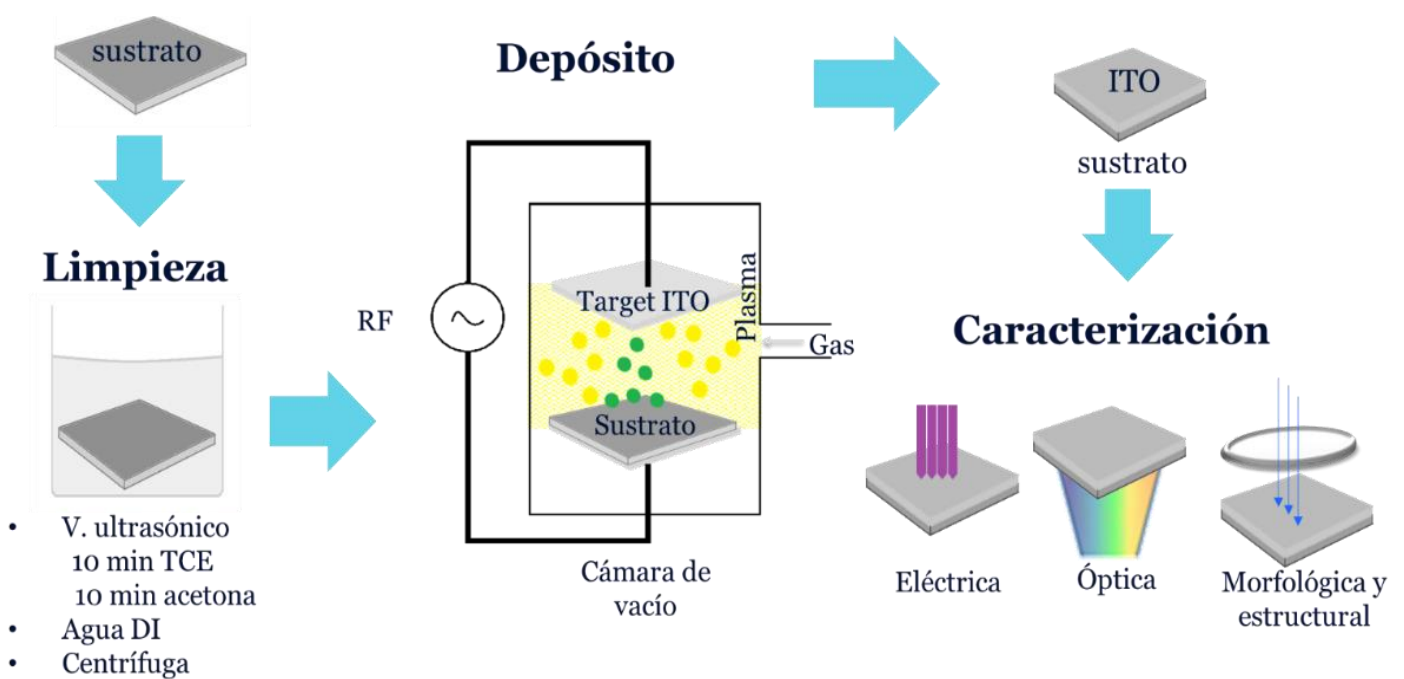 sustrato
Limpieza
• V. ultrasónico
10 min TCE
10 min acetona
• Agua DI
• Centrífuga
Depósito
RF
Target ITO
Plasma
Gas
Sustrato
Cámara de
vacío
ITO
sustrato
Caracterización
Eléctrica
Óptica
Morfológica y
estructural